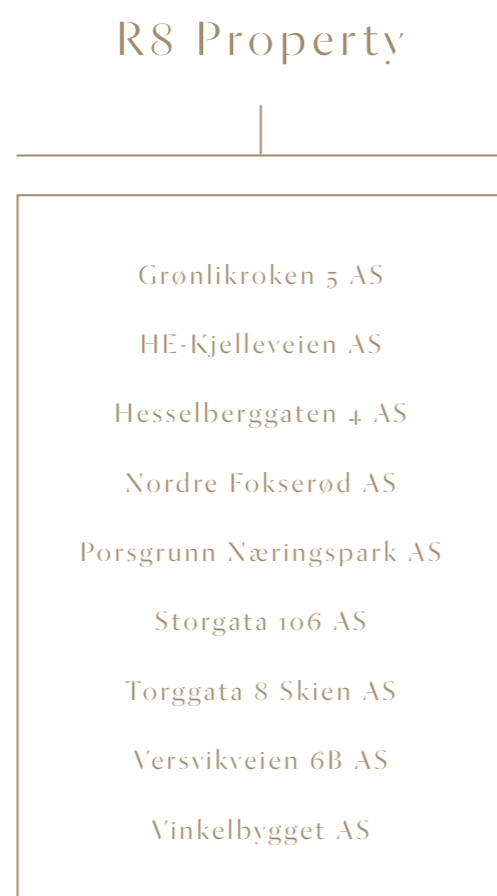 R8 Property
Grønlikroken 5 AS
HE-Kjelleveien AS
Hesselberggaten 4 AS
Nordre Fokserød AS
Porsgrunn Næringspark AS
Storgata 106 AS
Torggata 8 Skien AS
Versvikveien 6B AS
Vinkelbygget AS